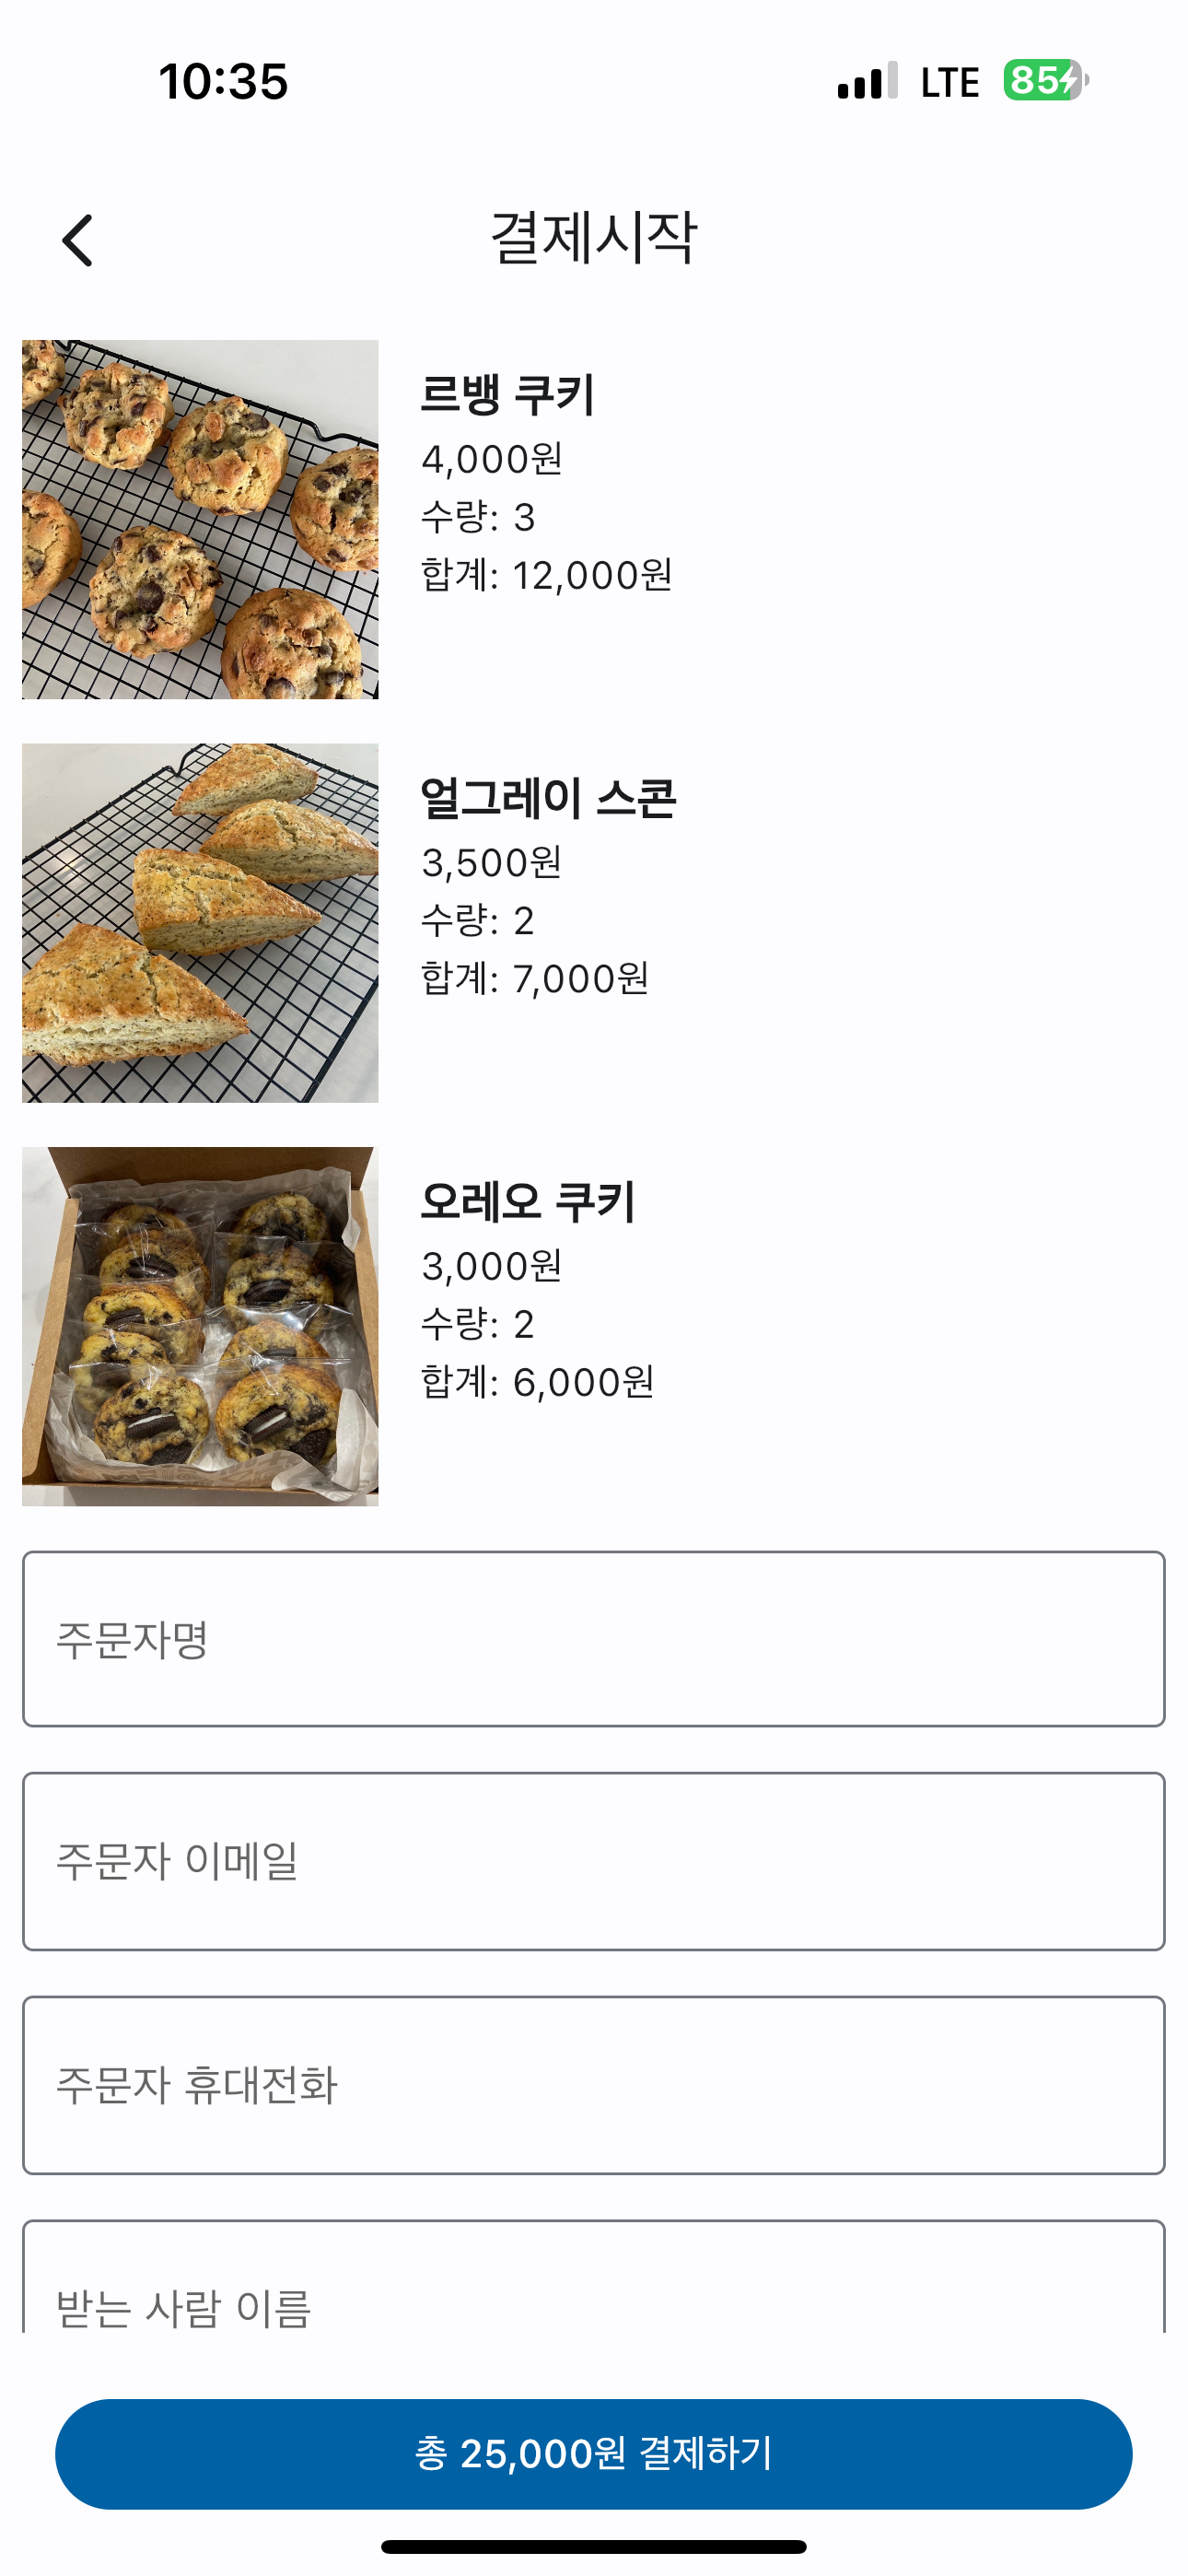 10:35
LTE 85
결제시작
르뱅 쿠키
4,000원
수량: 3
합계: 12,000원
얼그레이 스콘
3,500원
수량: 2
합계: 7,000원
오레오 쿠키
3,000원
수량: 2
합계: 6,000원
주문자명
주문자 이메일
주문자 휴대전화
받는 사람 이름
총 25,000원 결제하기